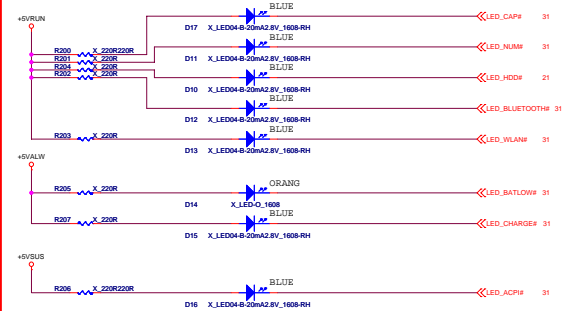 BLUE
+5VRUN
LED_CAP# 31
D17 X_LED04-B-20mA2.8V_1608-RH
BLUE
LED_NUM# 31
R200 X_220R220R
R201 X_220R
D11 X_LED04-B-20mA2.8V_1608-RH
R204 X_220R
BLUE
R202 X_220R
LED_HDD# 21
D10 X_LED04-B-20mA2.8V_1608-RH
BLUE
LED_BLUETOOTH# 31
D12 X_LED04-B-20mA2.8V_1608-RH
BLUE
R203 X_220R
LED_WLAN# 31
D13 X_LED04-B-20mA2.8V_1608-RH
+5VALW
ORANG
R205 X_220R
LED_BATLOW# 31
D14 X_LED-O_1608
BLUE
R207 X_220R
LED_CHARGE# 31
D15 X_LED04-B-20mA2.8V_1608-RH
+5VSUS
BLUE
R206 X_220R220R
LED_ACPI# 31
D16 X_LED04-B-20mA2.8V_1608-RH